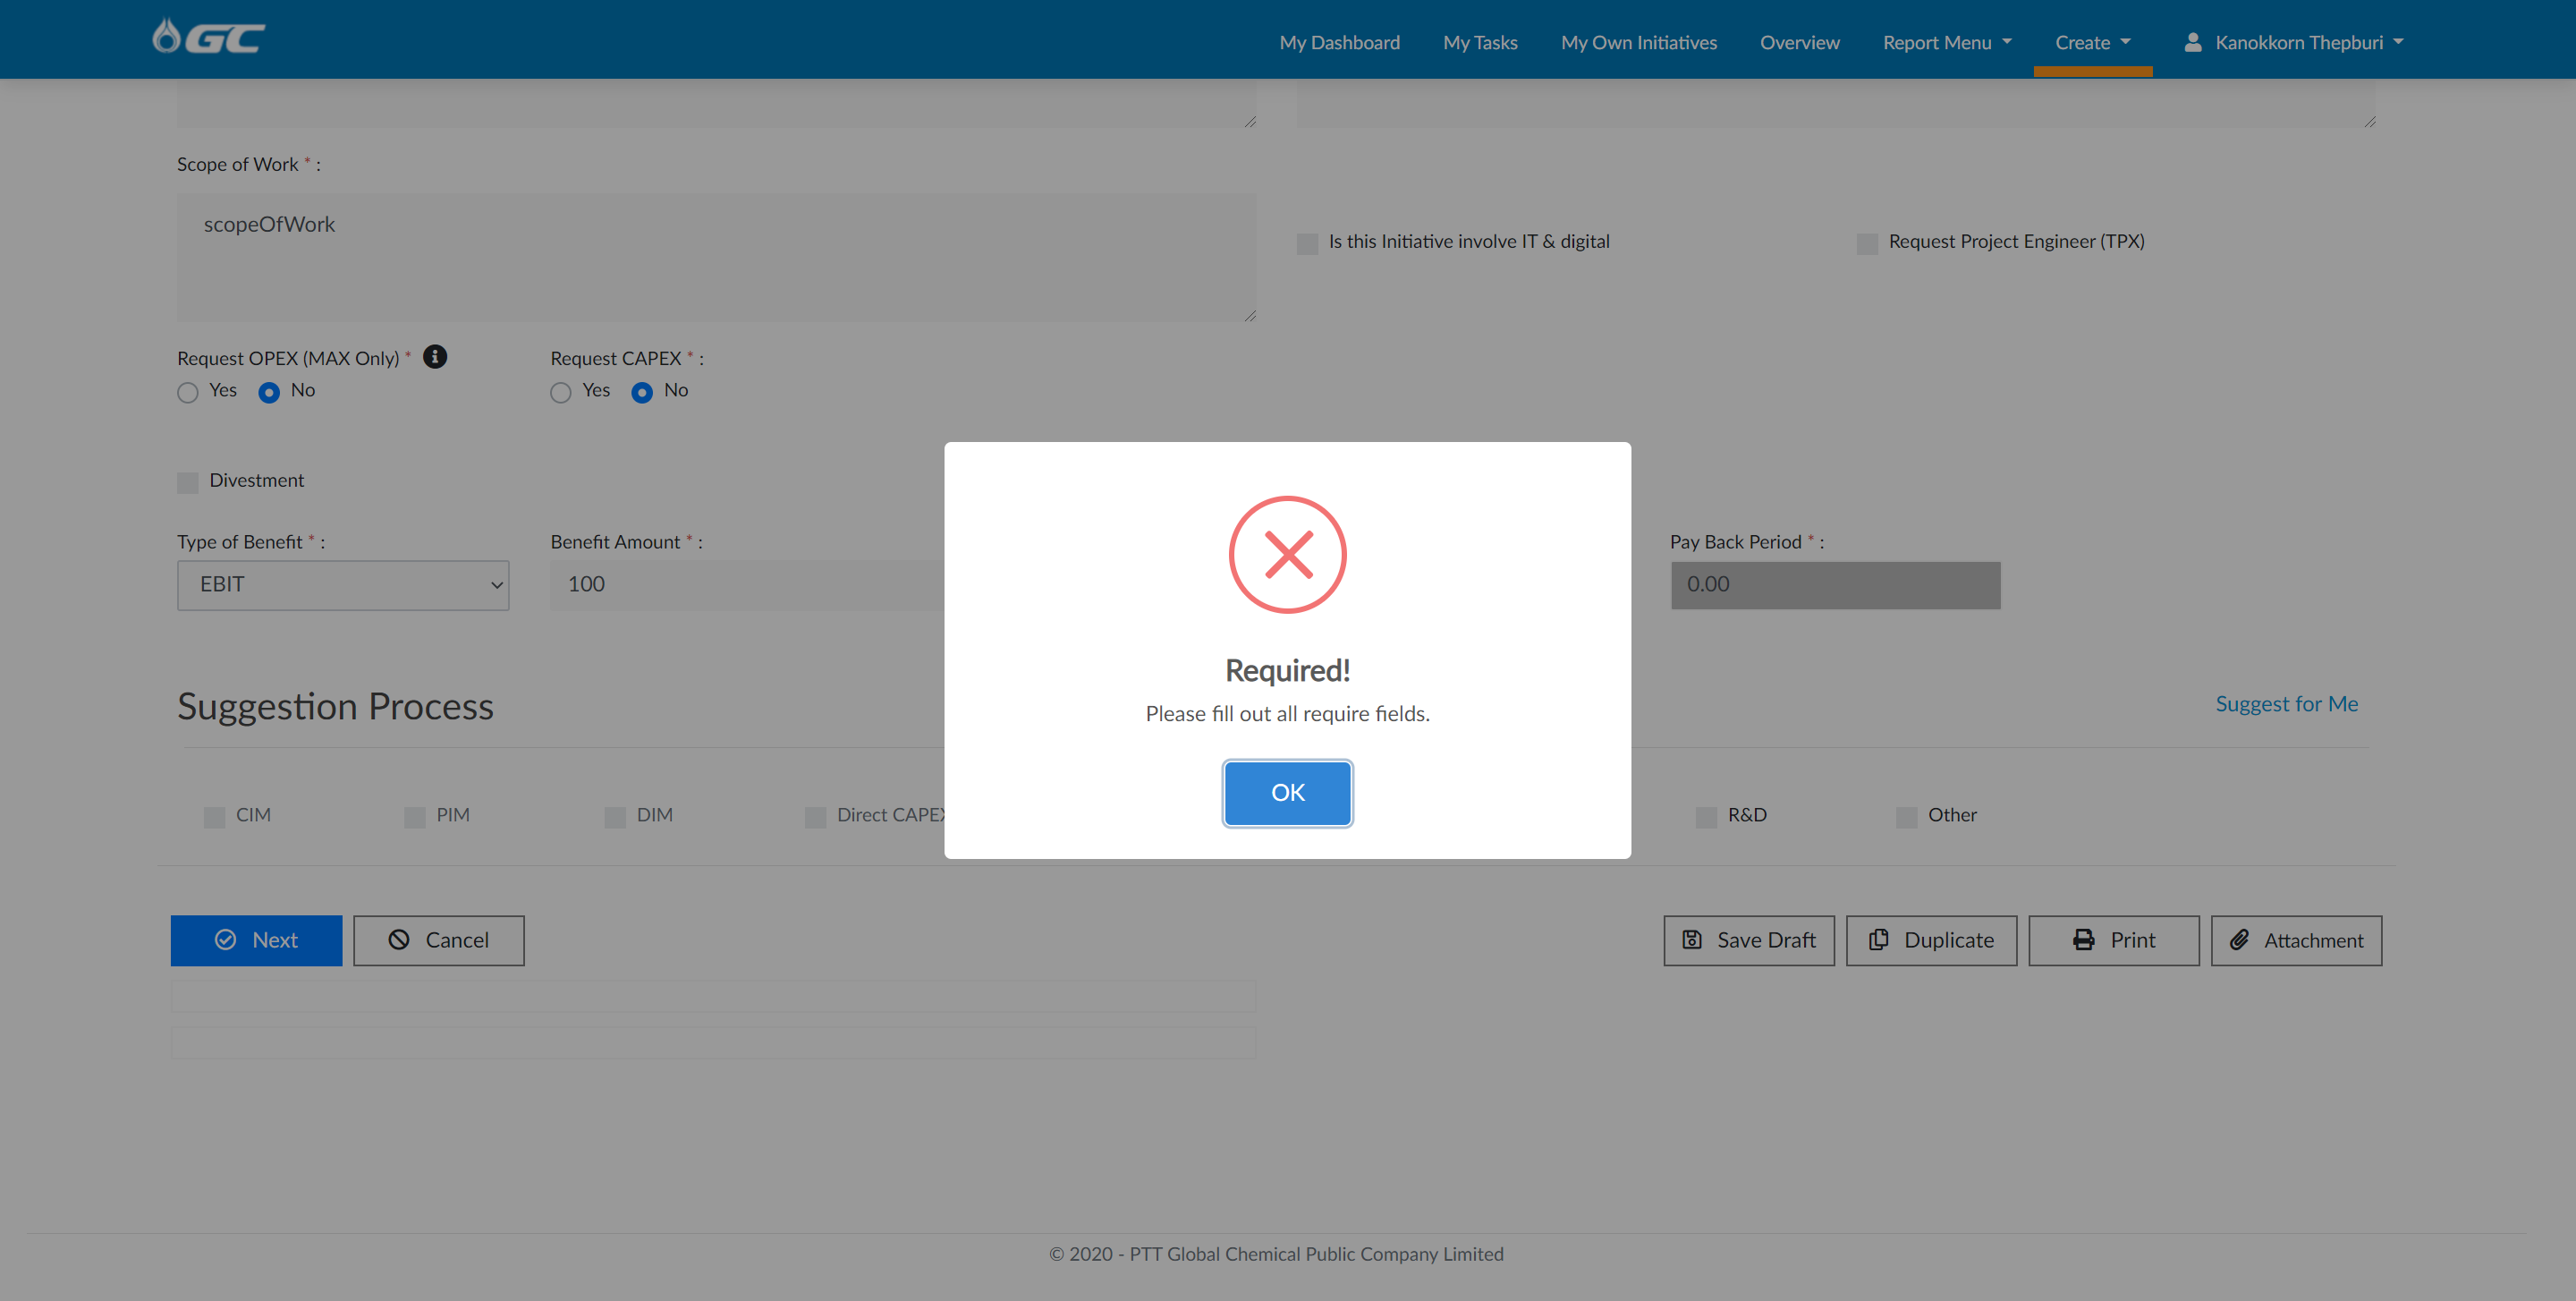 GC
My Dashboard My Tasks My Own Initiatives Overview Report Menu Create Kanokkorn Thepburi
Scope of Work * :
scopeOfWork
Is this Initiative involve IT & digital Request Project Engineer (TPX)
Request OPEX (MAX Only) * Request CAPEX * :
Yes No Yes No
Divestment
Type of Benefit * : Benefit Amount * : Pay Back Period * :
EBIT 100 0.00
Required!
Please fill out all require fields.
OK
Suggestion Process Suggest for Me
CIM PIM DIM Direct CAPEX R&D Other
Next Cancel Save Draft Duplicate Print Attachment
© 2020 - PTT Global Chemical Public Company Limited